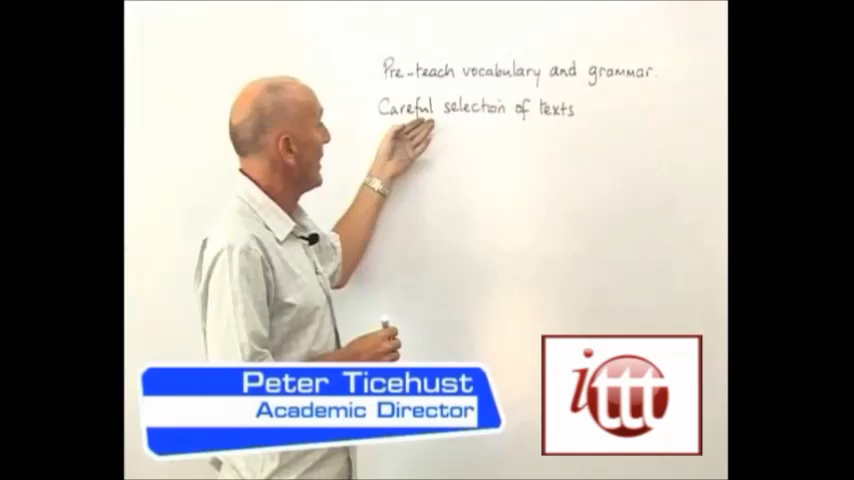 Pre-teach vocabulary and grammar.
Careful selection of texts
Peter Ticehust
Academic Director
ittt